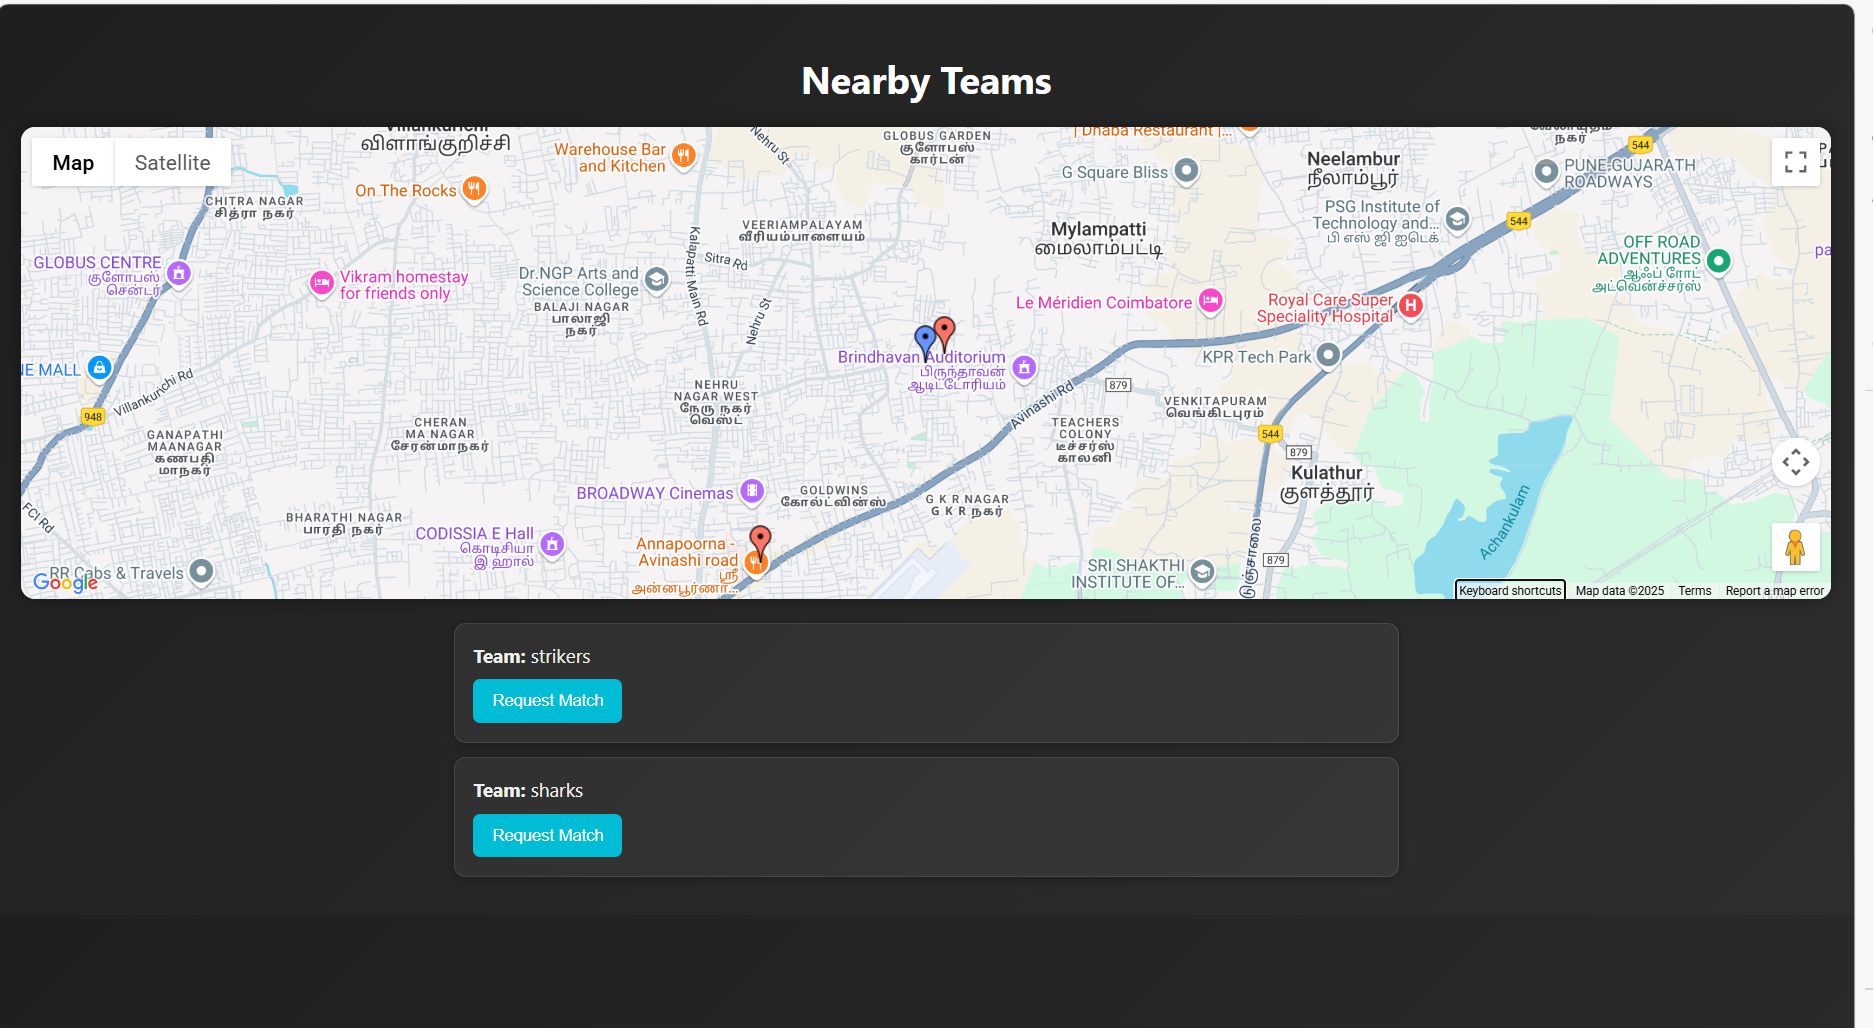 Nearby Teams
Map
Satellite
விளாங்குறிச்சி
Warehouse Bar
and Kitchen
Nehru St
GLOBUS GARDEN
குளோபஸ்
கார்டன்
Dhaba Restaurant |...
Neelambur
நீலாம்பூர்
544
PUNE-GUJARATH
ROADWAYS
On The Rocks
G Square Bliss
CHITRA NAGAR
சித்ரா நகர்
PSG Institute of
Technology and...
பி எஸ் ஜி ஐடெக்
544
VEERIAMPALAYAM
வீரியம்பாளையம்
Mylampatti
மைலாம்பட்டி
Kalapatti Main Rd
Sitra Rd
OFF ROAD
ADVENTURES
ஆஃப் ரோட்
அட்வென்ச்சர்ஸ்
GLOBUS CENTRE
குளோபஸ்
சென்டர்
Vikram homestay
for friends only
Dr.NGP Arts and
Science College
BALAJI NAGAR
பாலாஜி
நகர்
Nehru St
Le Méridien Coimbatore
Royal Care Super
Speciality Hospital
Brindhavan Auditorium
பிருந்தாவன்
ஆடிட்டோரியம்
KPR Tech Park
NE MALL
Villankurichi Rd
948
NEHRU
NAGAR WEST
நேரு நகர்
வெஸ்ட்
879
Avinashi Rd
VENKITAPURAM
வெங்கிடபுரம்
CHERAN
MA NAGAR
சேரன்மாநகர்
TEACHERS
COLONY
டீச்சர்ஸ்
காலனி
544
879
GANAPATHI
MAANAGAR
கணபதி
மாநகர்
Kulathur
குளத்தூர்
BROADWAY Cinemas
GOLDWINS
கோல்ட்வின்ஸ்
G K R NAGAR
G K R நகர்
FCI Rd
BHARATHI NAGAR
பாரதி நகர்
CODISSIA E Hall
கொடிசியா
இ ஹால்
Annapoorna -
Avinashi road
ஸ்ரீ
அன்னபூர்ணா...
Achankulam
879
SRI SHAKTHI
INSTITUTE OF...
RR Cabs & Travels
Google
Keyboard shortcuts
Map data ©2025
Terms
Report a map error
Team: strikers
Request Match
Team: sharks
Request Match